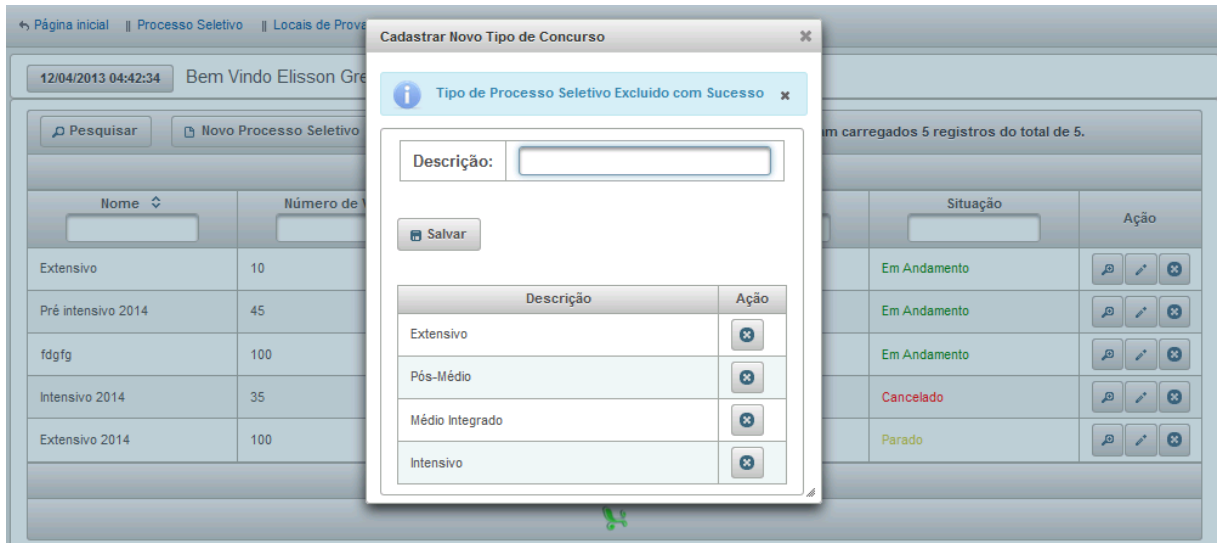 Página inicial || Processo Seletivo || Locais de Prova
Cadastrar Novo Tipo de Concurso
12/04/2013 04:42:34 Bem Vindo Elisson Gre
Tipo de Processo Seletivo Excluido com Sucesso
Pesquisar Novo Processo Seletivo
m carregados 5 registros do total de 5.
Descrição:
Salvar
Nome Número de Situação Ação
Extensivo 10 Em Andamento
Pré intensivo 2014 45 Em Andamento
fdgfg 100 Em Andamento
Intensivo 2014 35 Cancelado
Extensivo 2014 100 Parado
Descrição Ação
Extensivo
Pós-Médio
Médio Integrado
Intensivo